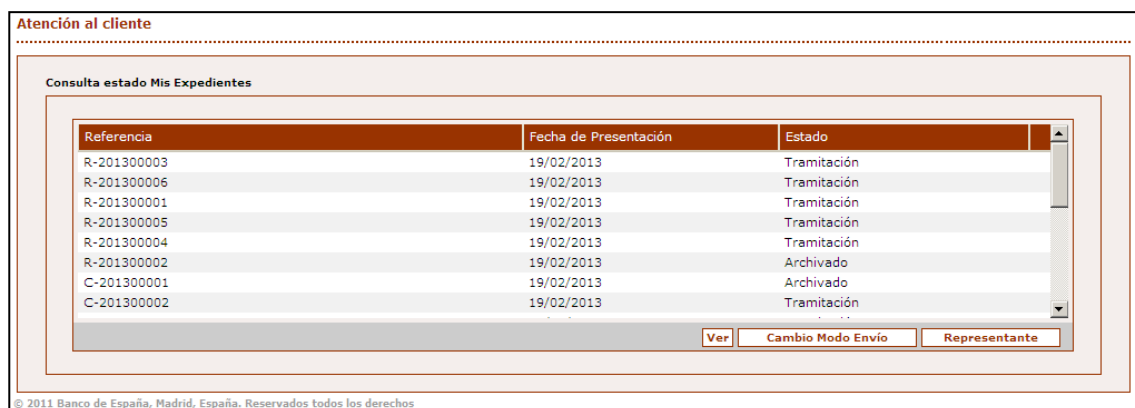 Atención al cliente
Consulta estado Mis Expedientes
Referencia Fecha de Presentación Estado
R-201300003 19/02/2013 Tramitación
R-201300006 19/02/2013 Tramitación
R-201300001 19/02/2013 Tramitación
R-201300005 19/02/2013 Tramitación
R-201300004 19/02/2013 Tramitación
R-201300002 19/02/2013 Archivado
C-201300001 19/02/2013 Archivado
C-201300002 19/02/2013 Tramitación
Ver Cambio Modo Envío Representante
© 2011 Banco de España, Madrid, España. Reservados todos los derechos